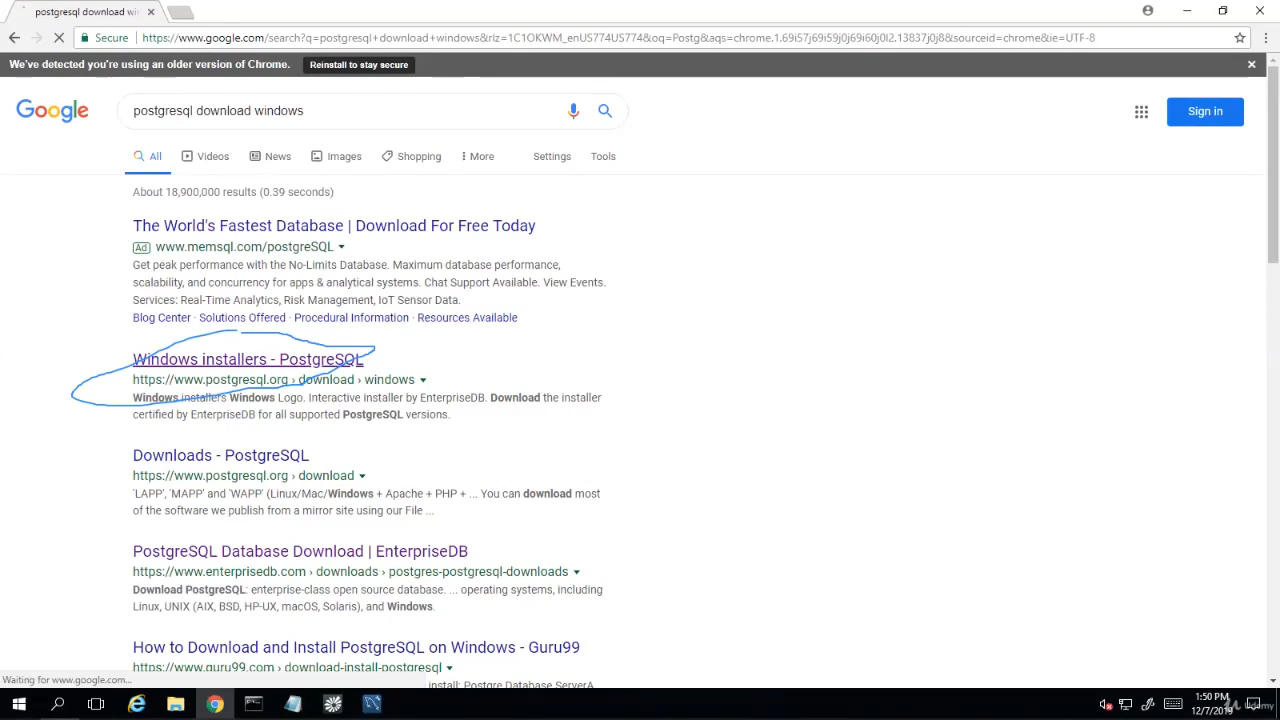 postgresql download win
Secure https://www.google.com/search?q=postgresql+download+windows&rlz=1C1OKWM_enUS774US774&oq=Postg&aqs=chrome.1.69i57j69i59j0j69i60j0l2.13837j0j8&sourceid=chrome&ie=UTF-8
We've detected you're using an older version of Chrome. Reinstall to stay secure
Google postgresql download windows Sign in
All Videos News Images Shopping More Settings Tools
About 18,900,000 results (0.39 seconds)
The World's Fastest Database | Download For Free Today
Ad www.memsql.com/postgreSQL
Get peak performance with the No-Limits Database. Maximum database performance,
scalability, and concurrency for apps & analytical systems. Chat Support Available. View Events.
Services: Real-Time Analytics, Risk Management, IoT Sensor Data.
Blog Center · Solutions Offered · Procedural Information · Resources Available
Windows installers - PostgreSQL
https://www.postgresql.org › download › windows
Windows installers Windows Logo. Interactive installer by EnterpriseDB. Download the installer
certified by EnterpriseDB for all supported PostgreSQL versions.
Downloads - PostgreSQL
https://www.postgresql.org › download
'LAPP', 'MAPP' and 'WAPP' (Linux/Mac/Windows + Apache + PHP + ... You can download most
of the software we publish from a mirror site using our File ...
PostgreSQL Database Download | EnterpriseDB
https://www.enterprisedb.com › downloads › postgres-postgresql-downloads
Download PostgreSQL: enterprise-class open source database. ... operating systems, including
Linux, UNIX (AIX, BSD, HP-UX, macOS, Solaris), and Windows.
How to Download and Install PostgreSQL on Windows - Guru99
https://www.guru99.com › download-install-postgresql
Waiting for www.google.com... install: Postgre Database ServerA
1:50 PM
12/7/2019
Udemy